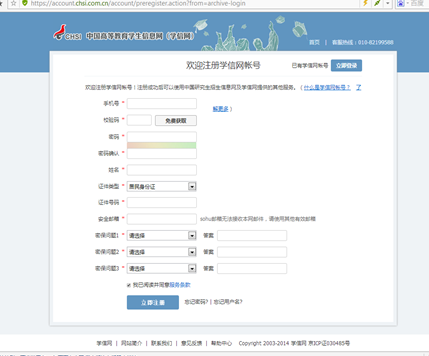 https://account.chsi.com.cn/account/preregister.action?from=archive-login
百度
CHSI 中国高等教育学生信息网(学信网)
首页 | 客服热线:010-82199588
欢迎注册学信网帐号
已有学信网帐号 立即登录
欢迎注册学信网帐号!注册成功后可以使用中国研究生招生信息网及学信网提供的其他服务。(什么是学信网帐号? 了
解更多)
手机号 *
校验码 * 免费获取
密码 *
密码确认 *
姓名 *
证件类型 * 居民身份证
证件号码 *
安全邮箱 * sohu邮箱无法接收本网邮件,请使用其他有效邮箱
密保问题1 * 请选择 答案
密保问题2 * 请选择 答案
密保问题3 * 请选择 答案
我已阅读并同意服务条款
立即注册 忘记密码? | 忘记用户名?
学信网 | 网站简介 | 联系我们 | 意见反馈 | 帮助中心 Copyright 2003-2014 学信网 京ICP证030485号